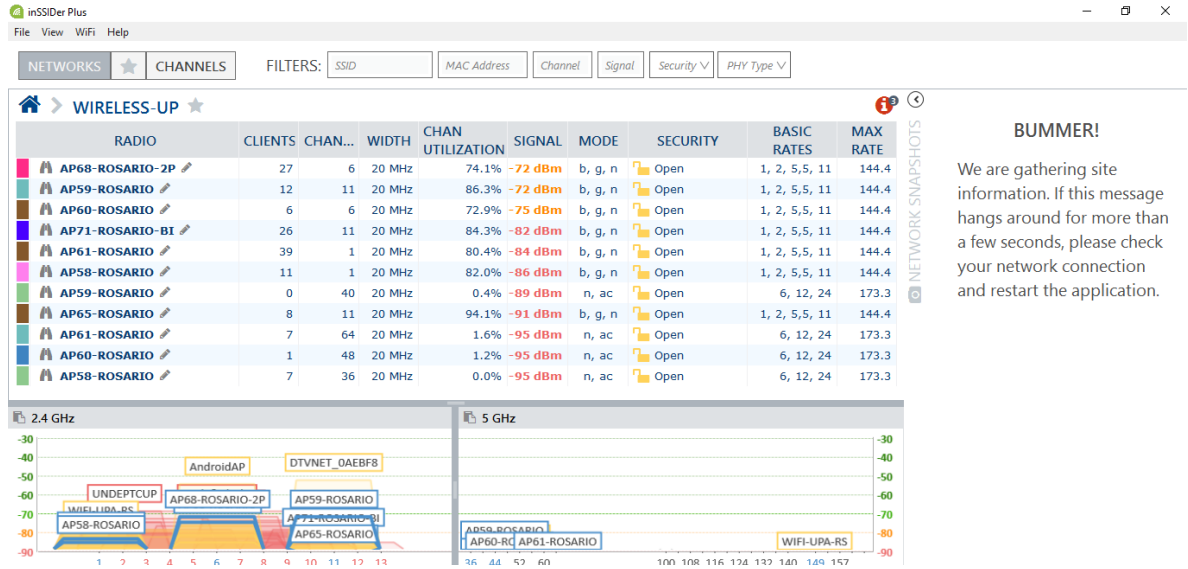 inSSIDer Plus
File View WiFi Help
NETWORKS CHANNELS FILTERS: SSID MAC Address Channel Signal Security PHY Type
WIRELESS-UP
3
RADIO CLIENTS CHAN... WIDTH CHAN UTILIZATION SIGNAL MODE SECURITY BASIC RATES MAX RATE
AP68-ROSARIO-2P 27 6 20 MHz 74.1% -72 dBm b, g, n Open 1, 2, 5,5, 11 144.4
AP59-ROSARIO 12 11 20 MHz 86.3% -72 dBm b, g, n Open 1, 2, 5,5, 11 144.4
AP60-ROSARIO 6 6 20 MHz 72.9% -75 dBm b, g, n Open 1, 2, 5,5, 11 144.4
AP71-ROSARIO-BI 26 11 20 MHz 84.3% -82 dBm b, g, n Open 1, 2, 5,5, 11 144.4
AP61-ROSARIO 39 1 20 MHz 80.4% -84 dBm b, g, n Open 1, 2, 5,5, 11 144.4
AP58-ROSARIO 11 1 20 MHz 82.0% -86 dBm b, g, n Open 1, 2, 5,5, 11 144.4
AP59-ROSARIO 0 40 20 MHz 0.4% -89 dBm n, ac Open 6, 12, 24 173.3
AP65-ROSARIO 8 11 20 MHz 94.1% -91 dBm b, g, n Open 1, 2, 5,5, 11 144.4
AP61-ROSARIO 7 64 20 MHz 1.6% -95 dBm n, ac Open 6, 12, 24 173.3
AP60-ROSARIO 1 48 20 MHz 1.2% -95 dBm n, ac Open 6, 12, 24 173.3
AP58-ROSARIO 7 36 20 MHz 0.0% -95 dBm n, ac Open 6, 12, 24 173.3
NETWORK SNAPSHOTS
BUMMER!
We are gathering site
information. If this message
hangs around for more than
a few seconds, please check
your network connection
and restart the application.
2.4 GHz
-30
-40
-50
-60
-70
-80
-90
AndroidAP
DTVNET_0AEBF8
UNDEPTCUP
AP68-ROSARIO-2P
AP59-ROSARIO
WIFI-UPA-RS
AP58-ROSARIO
AP71-ROSARIO-BI
AP65-ROSARIO
1 2 3 4 5 6 7 8 9 10 11 12 13
5 GHz
-30
-40
-50
-60
-70
-80
-90
AP59-ROSARIO
AP60-RO
AP61-ROSARIO
WIFI-UPA-RS
36 44 52 60 100 108 116 124 132 140 149 157